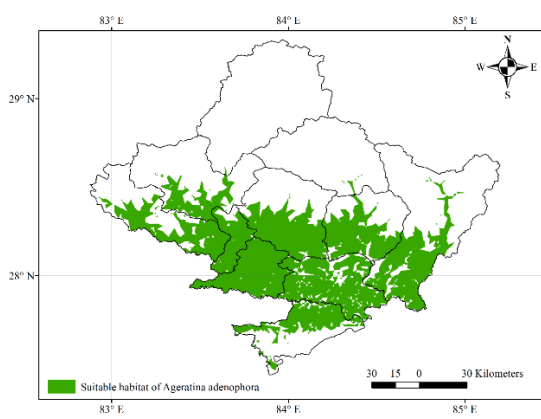 83° E 84° E 85° E
N
W E
S
29° N
28° N
Suitable habitat of Ageratina adenophora
30 15 0 30 Kilometers
83° E 84° E 85° E